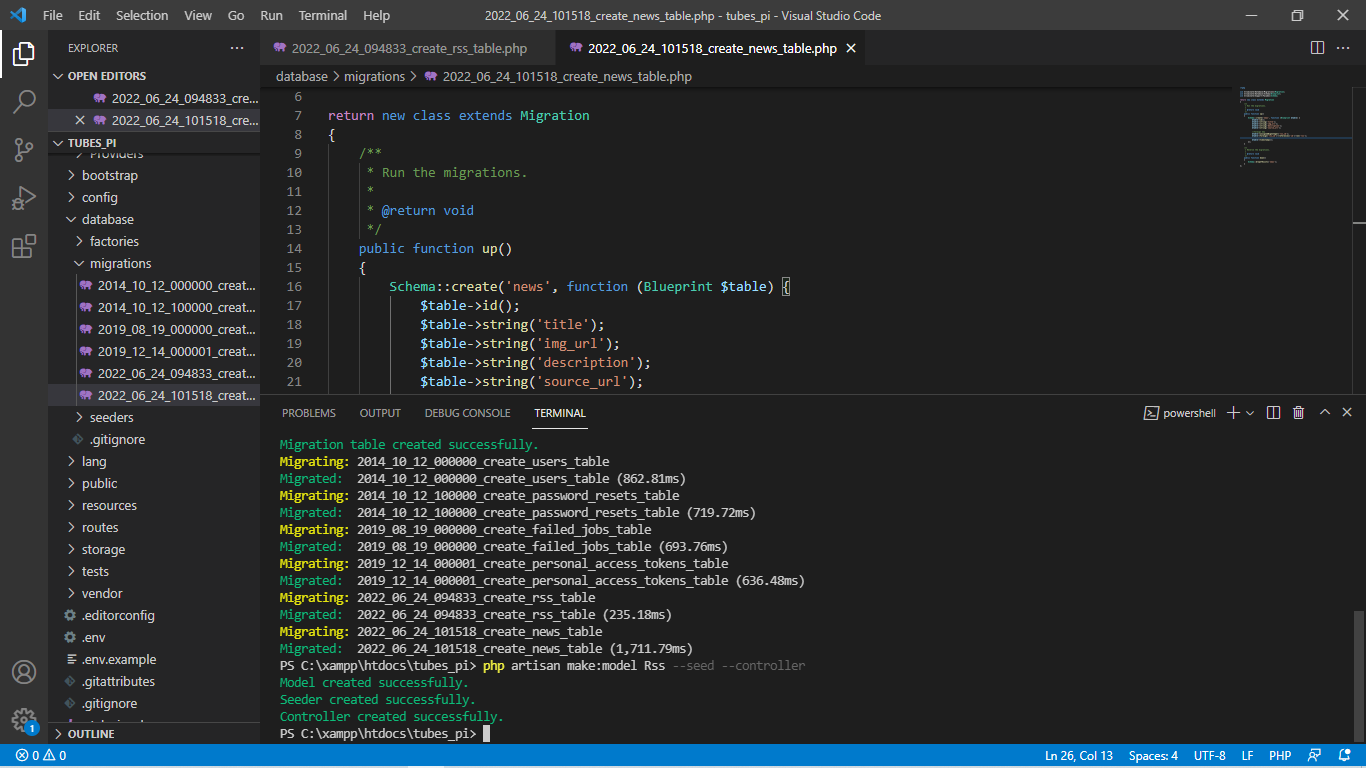 File Edit Selection View Go Run Terminal Help 2022_06_24_101518_create_news_table.php - tubes_pi - Visual Studio Code
EXPLORER
OPEN EDITORS
2022_06_24_094833_cre...
2022_06_24_101518_cre...
TUBES_PI
Providers
bootstrap
config
database
factories
migrations
2014_10_12_000000_creat...
2014_10_12_100000_creat...
2019_08_19_000000_creat...
2019_12_14_000001_creat...
2022_06_24_094833_creat...
2022_06_24_101518_creat...
seeders
.gitignore
lang
public
resources
routes
storage
tests
vendor
.editorconfig
.env
.env.example
.gitattributes
.gitignore
OUTLINE
1
2022_06_24_094833_create_rss_table.php 2022_06_24_101518_create_news_table.php
database > migrations > 2022_06_24_101518_create_news_table.php
6
7 return new class extends Migration
8 {
9 /**
10 * Run the migrations.
11 *
12 * @return void
13 */
14 public function up()
15 {
16 Schema::create('news', function (Blueprint $table) {
17 $table->id();
18 $table->string('title');
19 $table->string('img_url');
20 $table->string('description');
21 $table->string('source_url');
PROBLEMS OUTPUT DEBUG CONSOLE TERMINAL powershell
Migration table created successfully.
Migrating: 2014_10_12_000000_create_users_table
Migrated: 2014_10_12_000000_create_users_table (862.81ms)
Migrating: 2014_10_12_100000_create_password_resets_table
Migrated: 2014_10_12_100000_create_password_resets_table (719.72ms)
Migrating: 2019_08_19_000000_create_failed_jobs_table
Migrated: 2019_08_19_000000_create_failed_jobs_table (693.76ms)
Migrating: 2019_12_14_000001_create_personal_access_tokens_table
Migrated: 2019_12_14_000001_create_personal_access_tokens_table (636.48ms)
Migrating: 2022_06_24_094833_create_rss_table
Migrated: 2022_06_24_094833_create_rss_table (235.18ms)
Migrating: 2022_06_24_101518_create_news_table
Migrated: 2022_06_24_101518_create_news_table (1,711.79ms)
PS C:\xampp\htdocs\tubes_pi> php artisan make:model Rss --seed --controller
Model created successfully.
Seeder created successfully.
Controller created successfully.
PS C:\xampp\htdocs\tubes_pi>
0 0 Ln 26, Col 13 Spaces: 4 UTF-8 LF PHP